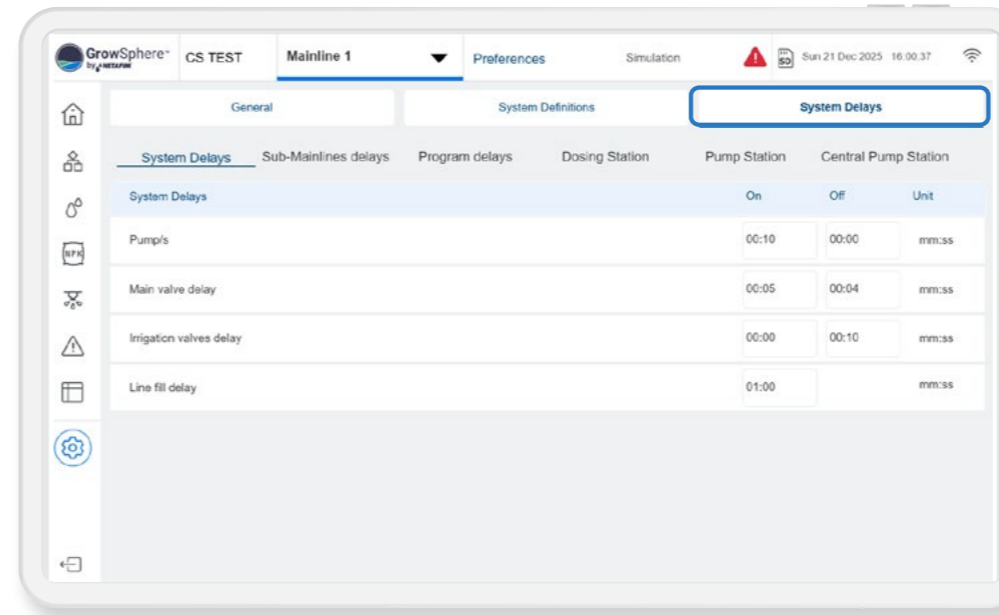 GrowSphere™ CS TEST Mainline 1 Preferences Simulation SD Sun 21 Dec 2025 16:00:37
by NETAFIM
General System Definitions System Delays
System Delays Sub-Mainlines delays Program delays Dosing Station Pump Station Central Pump Station
System Delays On Off Unit
Pump/s 00:10 00:00 mm:ss
NPK
Main valve delay 00:05 00:04 mm:ss
Irrigation valves delay 00:00 00:10 mm:ss
Line fill delay 01:00 mm:ss